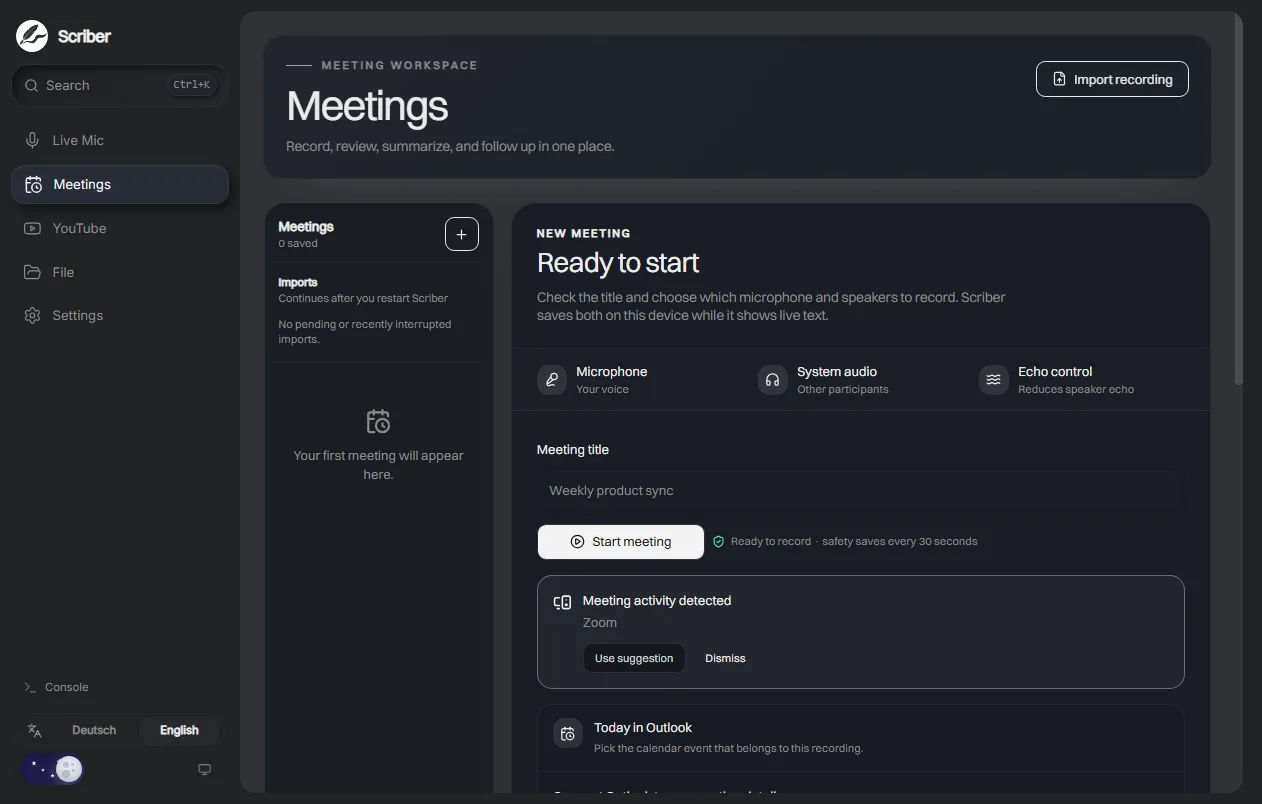 Scriber
Search
Ctrl+K
Live Mic
Meetings
YouTube
File
Settings
Console
Deutsch
English
MEETING WORKSPACE
Meetings
Record, review, summarize, and follow up in one place.
Import recording
Meetings
0 saved
Imports
Continues after you restart Scriber
No pending or recently interrupted
imports.
Your first meeting will appear
here.
NEW MEETING
Ready to start
Check the title and choose which microphone and speakers to record. Scriber
saves both on this device while it shows live text.
Microphone
Your voice
System audio
Other participants
Echo control
Reduces speaker echo
Meeting title
Weekly product sync
Start meeting
Ready to record · safety saves every 30 seconds
Meeting activity detected
Zoom
Use suggestion
Dismiss
Today in Outlook
Pick the calendar event that belongs to this recording.